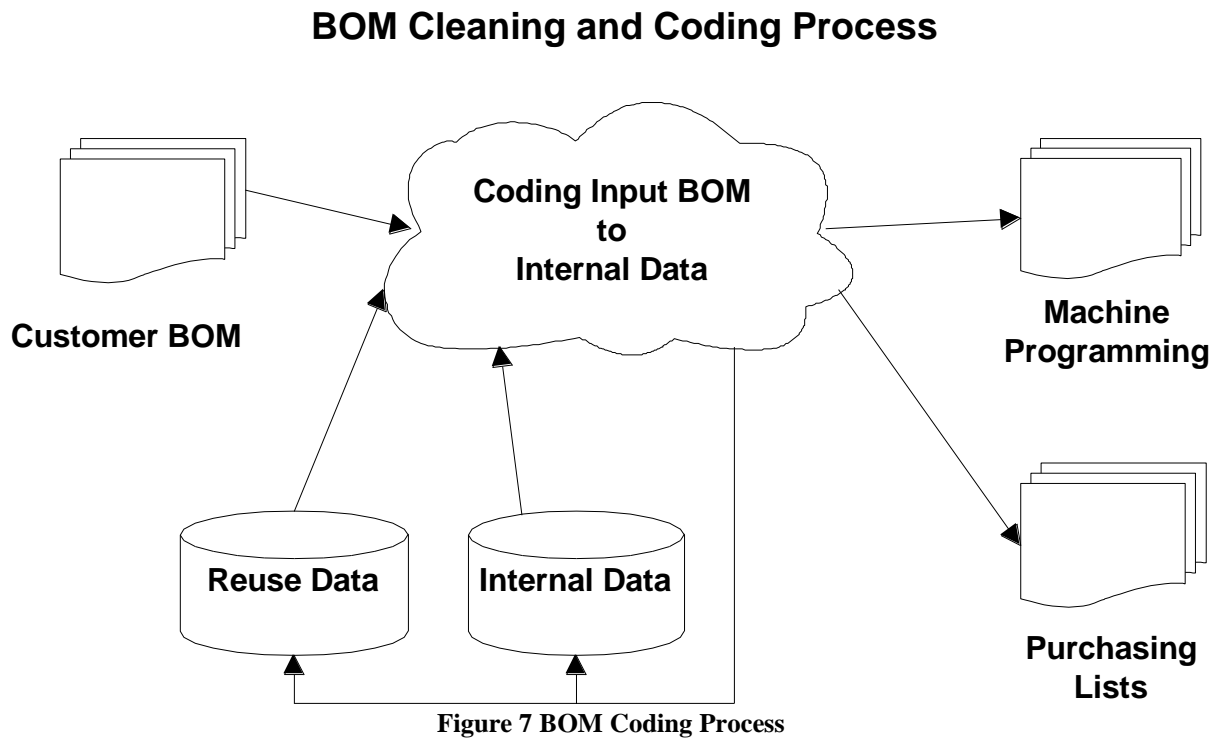 BOM Cleaning and Coding Process
Coding Input BOM
to
Internal Data
Customer BOM
Machine
Programming
Reuse Data
Internal Data
Purchasing
Lists
Figure 7 BOM Coding Process